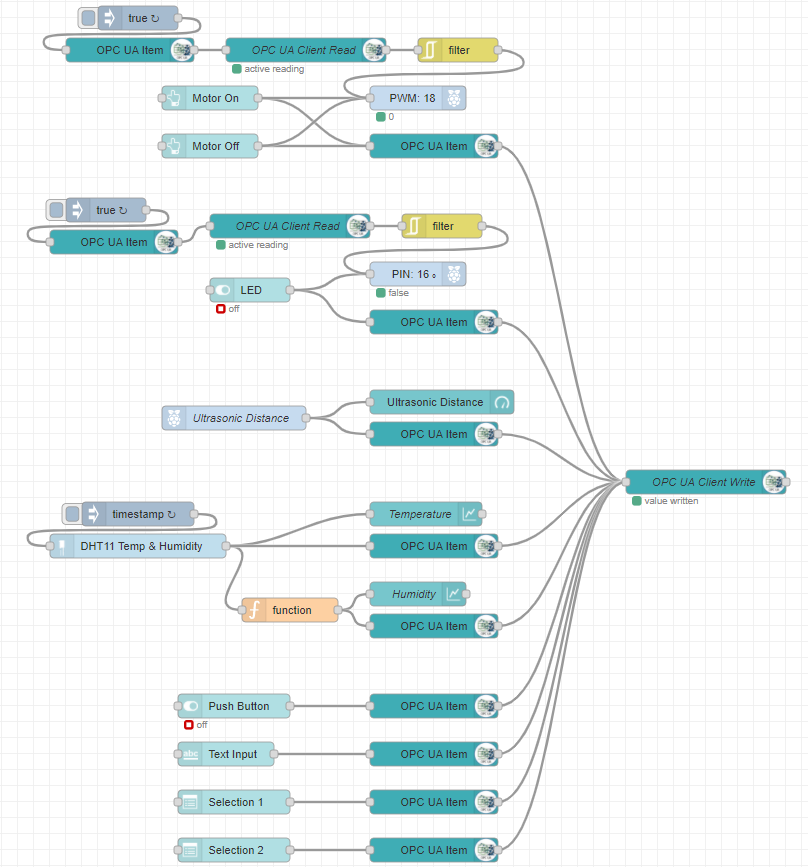 true ↻
OPC UA Item
OPC UA Client Read
filter
active reading
Motor On
PWM: 18
0
Motor Off
OPC UA Item
true ↻
OPC UA Item
OPC UA Client Read
filter
active reading
PIN: 16
false
LED
off
OPC UA Item
Ultrasonic Distance
Ultrasonic Distance
OPC UA Item
OPC UA Client Write
value written
timestamp ↻
Temperature
DHT11 Temp & Humidity
OPC UA Item
function
Humidity
OPC UA Item
Push Button
OPC UA Item
off
abc
Text Input
OPC UA Item
Selection 1
OPC UA Item
Selection 2
OPC UA Item